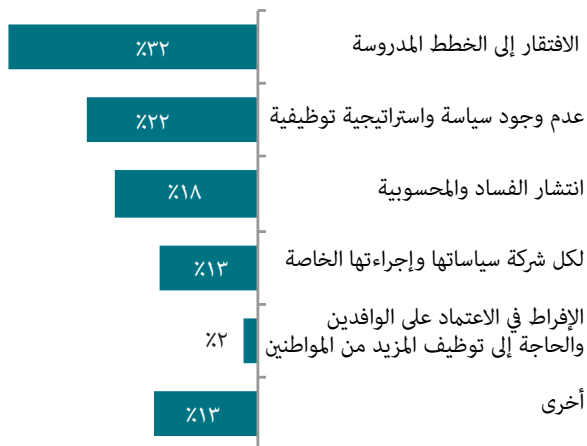 الافتقار إلى الخطط المدروسة
٪٣٢
عدم وجود سياسة واستراتيجية توظيفية
٪٢٢
انتشار الفساد والمحسوبية
٪١٨
لكل شركة سياساتها وإجراءتها الخاصة
٪١٣
الإفراط في الاعتماد على الوافدين
والحاجة إلى توظيف المزيد من المواطنين
٪٢
أخرى
٪١٣